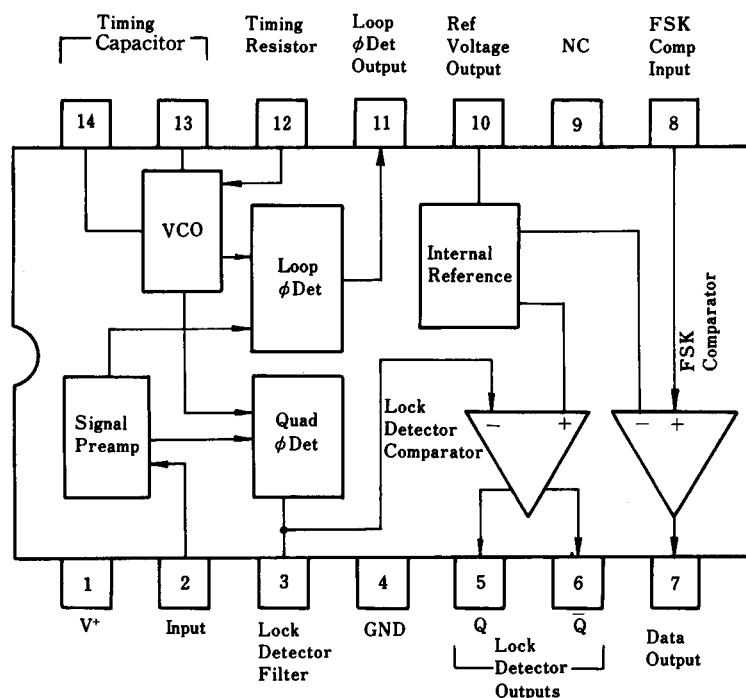 Timing
Capacitor
Timing
Resistor
Loop
ϕDet
Output
Ref
Voltage
Output
NC
FSK
Comp
Input
14
13
12
11
10
9
8
VCO
Loop
ϕDet
Internal
Reference
FSK
Comparator
Signal
Preamp
Quad
ϕDet
Lock
Detector
Comparator
− +
− +
1
2
3
4
5
6
7
V⁺
Input
Lock
Detector
Filter
GND
Q
Q̅
Lock
Detector
Outputs
Data
Output